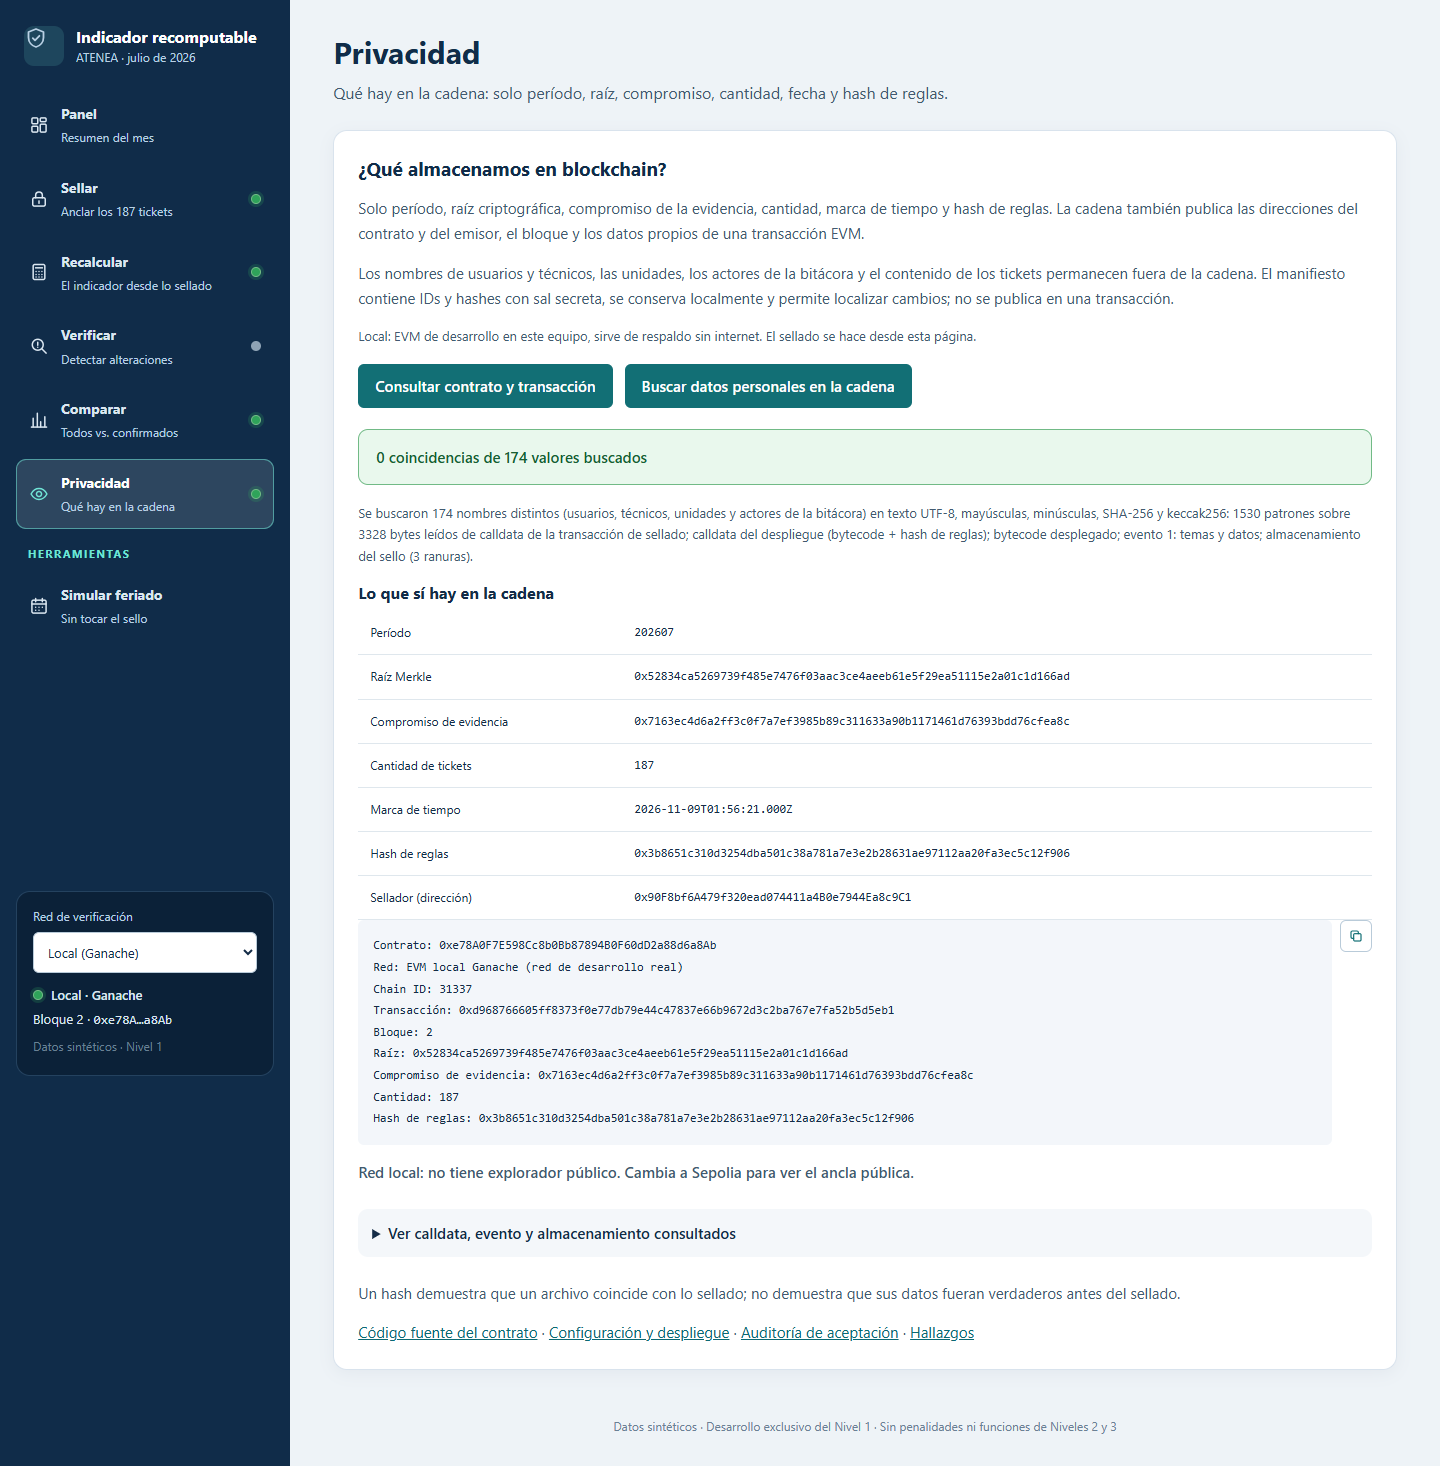 Indicador recomputable
ATENEA · julio de 2026
Panel
Resumen del mes
Sellar
Anclar los 187 tickets
Recalcular
El indicador desde lo sellado
Verificar
Detectar alteraciones
Comparar
Todos vs. confirmados
Privacidad
Qué hay en la cadena
HERRAMIENTAS
Simular feriado
Sin tocar el sello
Red de verificación
Local (Ganache)
Local · Ganache
Bloque 2 · 0xe78A…a8Ab
Datos sintéticos · Nivel 1
Privacidad
Qué hay en la cadena: solo período, raíz, compromiso, cantidad, fecha y hash de reglas.
¿Qué almacenamos en blockchain?
Solo período, raíz criptográfica, compromiso de la evidencia, cantidad, marca de tiempo y hash de reglas. La cadena también publica las direcciones del
contrato y del emisor, el bloque y los datos propios de una transacción EVM.
Los nombres de usuarios y técnicos, las unidades, los actores de la bitácora y el contenido de los tickets permanecen fuera de la cadena. El manifiesto
contiene IDs y hashes con sal secreta, se conserva localmente y permite localizar cambios; no se publica en una transacción.
Local: EVM de desarrollo en este equipo, sirve de respaldo sin internet. El sellado se hace desde esta página.
Consultar contrato y transacción
Buscar datos personales en la cadena
0 coincidencias de 174 valores buscados
Se buscaron 174 nombres distintos (usuarios, técnicos, unidades y actores de la bitácora) en texto UTF-8, mayúsculas, minúsculas, SHA-256 y keccak256: 1530 patrones sobre
3328 bytes leídos de calldata de la transacción de sellado; calldata del despliegue (bytecode + hash de reglas); bytecode desplegado; evento 1: temas y datos; almacenamiento
del sello (3 ranuras).
Lo que sí hay en la cadena
Período 202607
Raíz Merkle 0x52834ca5269739f485e7476f03aac3ce4aeeb61e5f29ea51115e2a01c1d166ad
Compromiso de evidencia 0x7163ec4d6a2ff3c0f7a7ef3985b89c311633a90b1171461d76393bdd76cfea8c
Cantidad de tickets 187
Marca de tiempo 2026-11-09T01:56:21.000Z
Hash de reglas 0x3b8651c310d3254dba501c38a781a7e3e2b28631ae97112aa20fa3ec5c12f906
Sellador (dirección) 0x90F8bf6A479f320ead074411a4B0e7944Ea8c9C1
Contrato: 0xe78A0F7E598Cc8b0Bb87894B0F60dD2a88d6a8Ab
Red: EVM local Ganache (red de desarrollo real)
Chain ID: 31337
Transacción: 0xd968766605ff8373f0e77db79e44c47837e66b9672d3c2ba767e7fa52b5d5eb1
Bloque: 2
Raíz: 0x52834ca5269739f485e7476f03aac3ce4aeeb61e5f29ea51115e2a01c1d166ad
Compromiso de evidencia: 0x7163ec4d6a2ff3c0f7a7ef3985b89c311633a90b1171461d76393bdd76cfea8c
Cantidad: 187
Hash de reglas: 0x3b8651c310d3254dba501c38a781a7e3e2b28631ae97112aa20fa3ec5c12f906
Red local: no tiene explorador público. Cambia a Sepolia para ver el ancla pública.
Ver calldata, evento y almacenamiento consultados
Un hash demuestra que un archivo coincide con lo sellado; no demuestra que sus datos fueran verdaderos antes del sellado.
Código fuente del contrato · Configuración y despliegue · Auditoría de aceptación · Hallazgos
Datos sintéticos · Desarrollo exclusivo del Nivel 1 · Sin penalidades ni funciones de Niveles 2 y 3